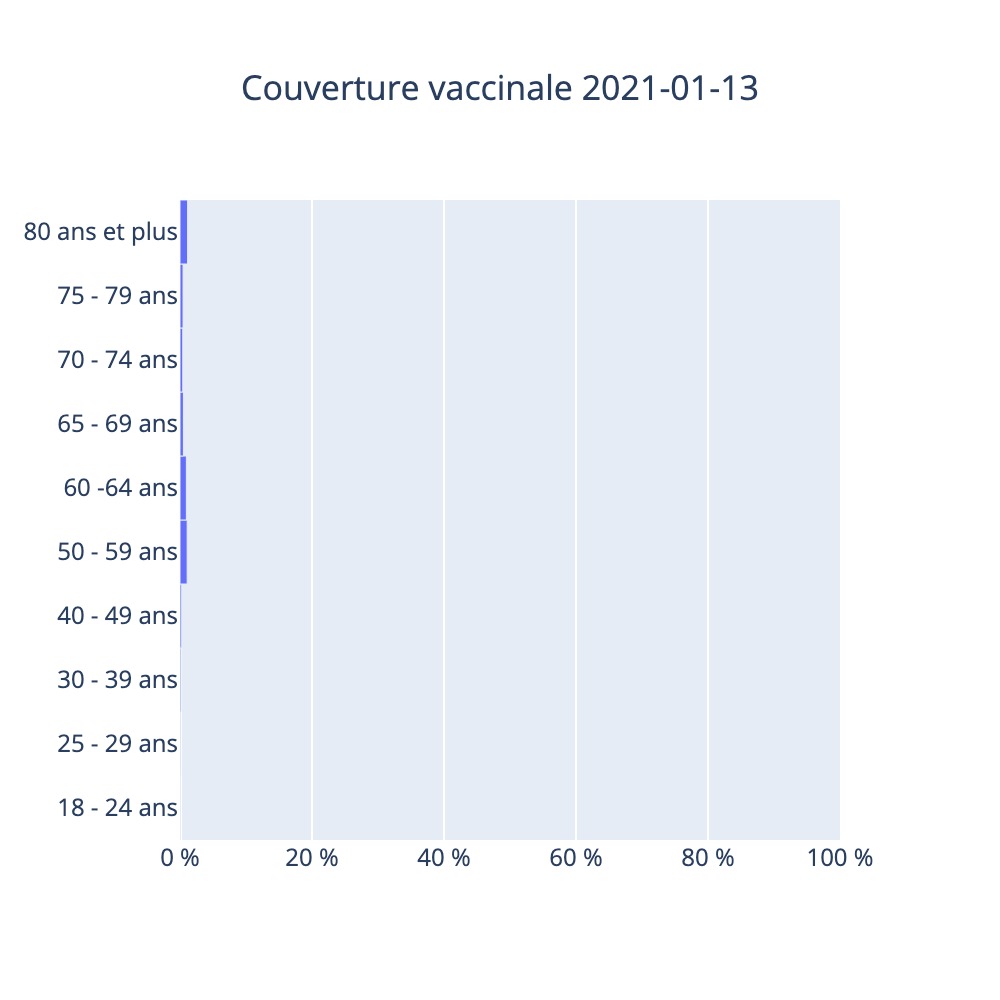 Couverture vaccinale 2021-01-13
80 ans et plus
75 - 79 ans
70 - 74 ans
65 - 69 ans
60 -64 ans
50 - 59 ans
40 - 49 ans
30 - 39 ans
25 - 29 ans
18 - 24 ans
0 % 20 % 40 % 60 % 80 % 100 %